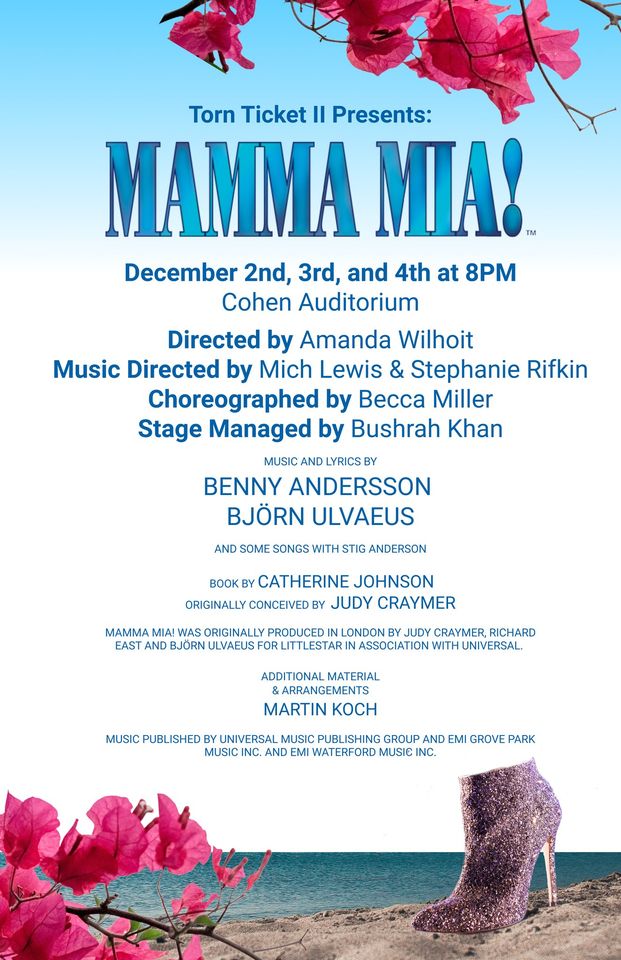 Torn Ticket II Presents:
MAMMA MIA!™
December 2nd, 3rd, and 4th at 8PM
Cohen Auditorium
Directed by Amanda Wilhoit
Music Directed by Mich Lewis & Stephanie Rifkin
Choreographed by Becca Miller
Stage Managed by Bushrah Khan
MUSIC AND LYRICS BY
BENNY ANDERSSON
BJÖRN ULVAEUS
AND SOME SONGS WITH STIG ANDERSON
BOOK BY CATHERINE JOHNSON
ORIGINALLY CONCEIVED BY JUDY CRAYMER
MAMMA MIA! WAS ORIGINALLY PRODUCED IN LONDON BY JUDY CRAYMER, RICHARD
EAST AND BJÖRN ULVAEUS FOR LITTLESTAR IN ASSOCIATION WITH UNIVERSAL.
ADDITIONAL MATERIAL
& ARRANGEMENTS
MARTIN KOCH
MUSIC PUBLISHED BY UNIVERSAL MUSIC PUBLISHING GROUP AND EMI GROVE PARK
MUSIC INC. AND EMI WATERFORD MUSIC INC.